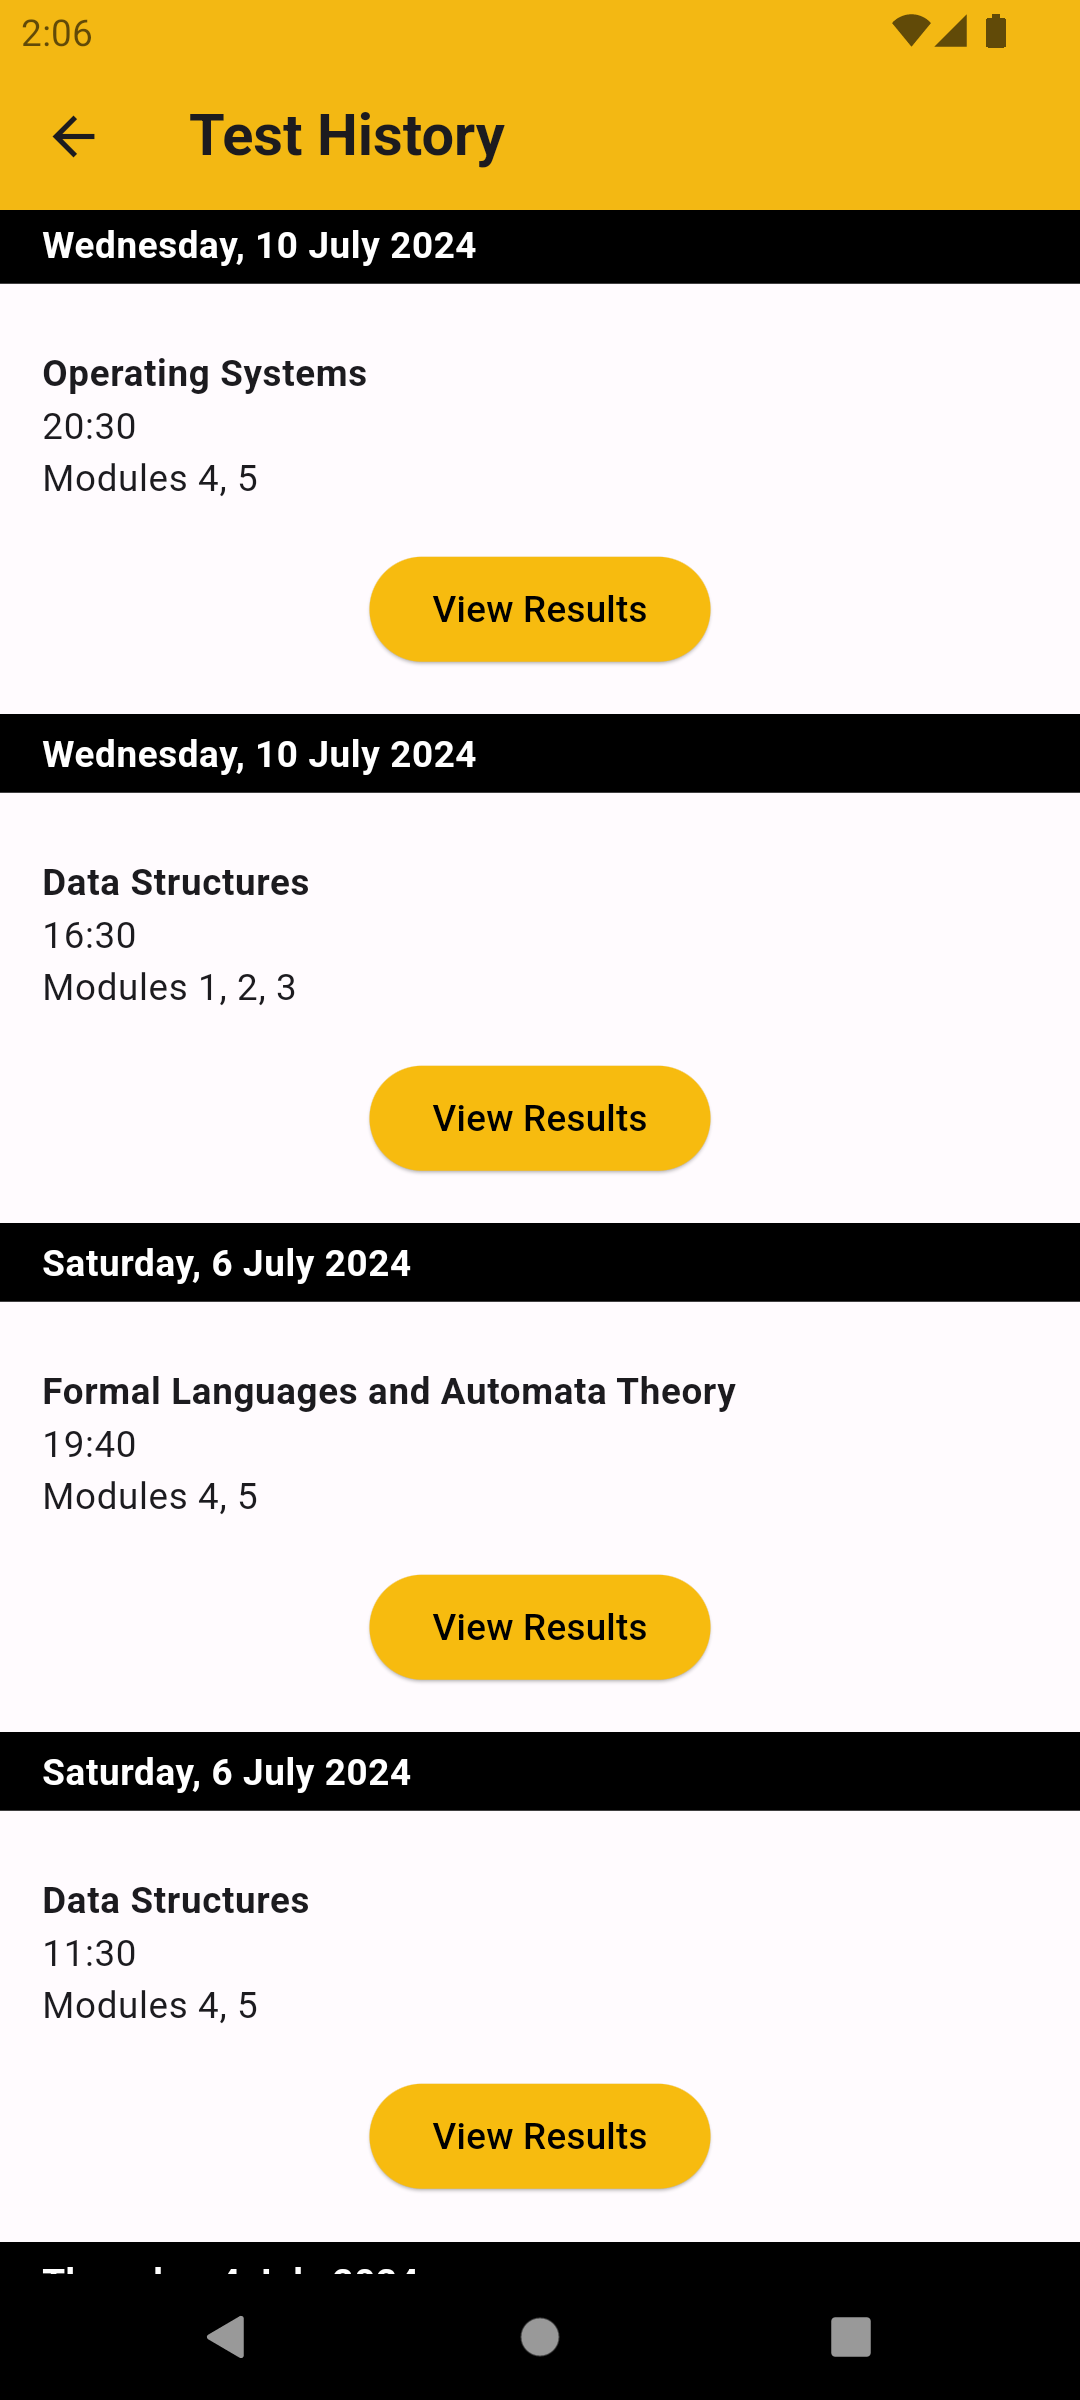 2:06
Test History
Wednesday, 10 July 2024
Operating Systems
20:30
Modules 4, 5
View Results
Wednesday, 10 July 2024
Data Structures
16:30
Modules 1, 2, 3
View Results
Saturday, 6 July 2024
Formal Languages and Automata Theory
19:40
Modules 4, 5
View Results
Saturday, 6 July 2024
Data Structures
11:30
Modules 4, 5
View Results